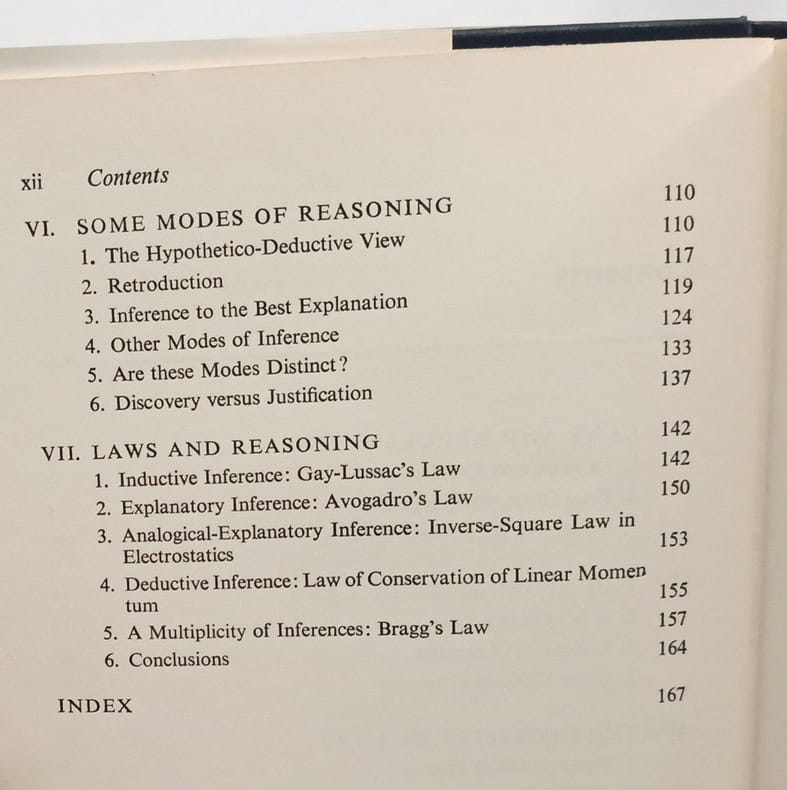 xii Contents
VI. SOME MODES OF REASONING 110
1. The Hypothetico-Deductive View 110
2. Retroduction 117
3. Inference to the Best Explanation 119
4. Other Modes of Inference 124
5. Are these Modes Distinct? 133
6. Discovery versus Justification 137
VII. LAWS AND REASONING 142
1. Inductive Inference: Gay-Lussac's Law 142
2. Explanatory Inference: Avogadro's Law 150
3. Analogical-Explanatory Inference: Inverse-Square Law in
Electrostatics 153
4. Deductive Inference: Law of Conservation of Linear Momen
tum 155
5. A Multiplicity of Inferences: Bragg's Law 157
6. Conclusions 164
INDEX 167